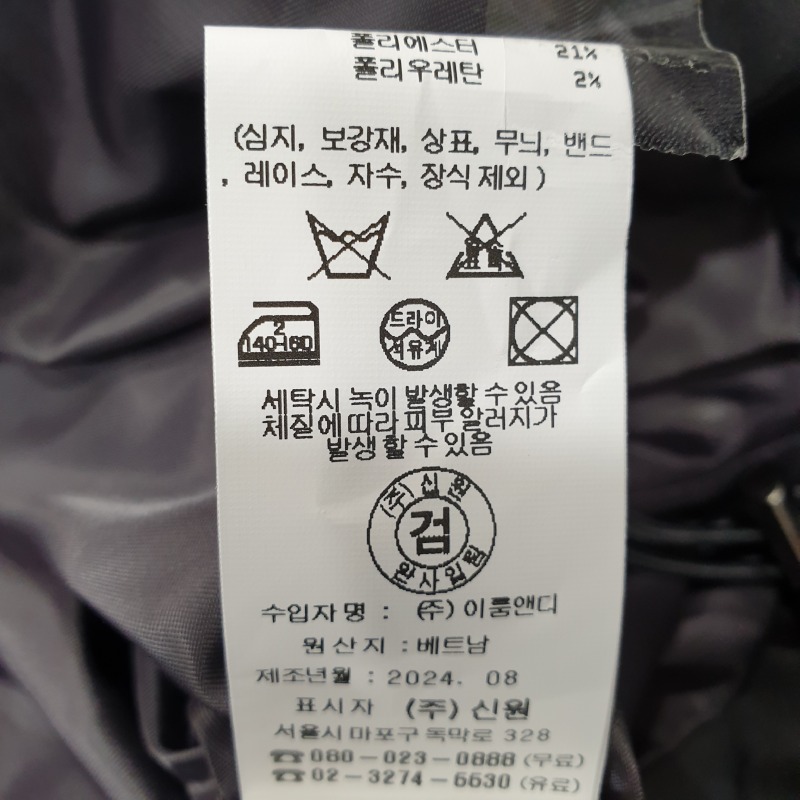 폴리에스터 21%
폴리우레탄 2%
(심지, 보강재, 상표, 무늬, 밴드
, 레이스, 자수, 장식 제외)
표백
2
140-160
드라이
석유계
세탁시 녹이 발생할 수 있음
체질에 따라 피부 알러지가
발생 할 수 있음
(주)신원
검
완사입팀
수입자명 : (주)이룸앤디
원산지 : 베트남
제조년월 : 2024. 08
표시자 (주)신원
서울시 마포구 독막로 328
☎080-023-0888 (무료)
☎02-3274-6630 (유료)